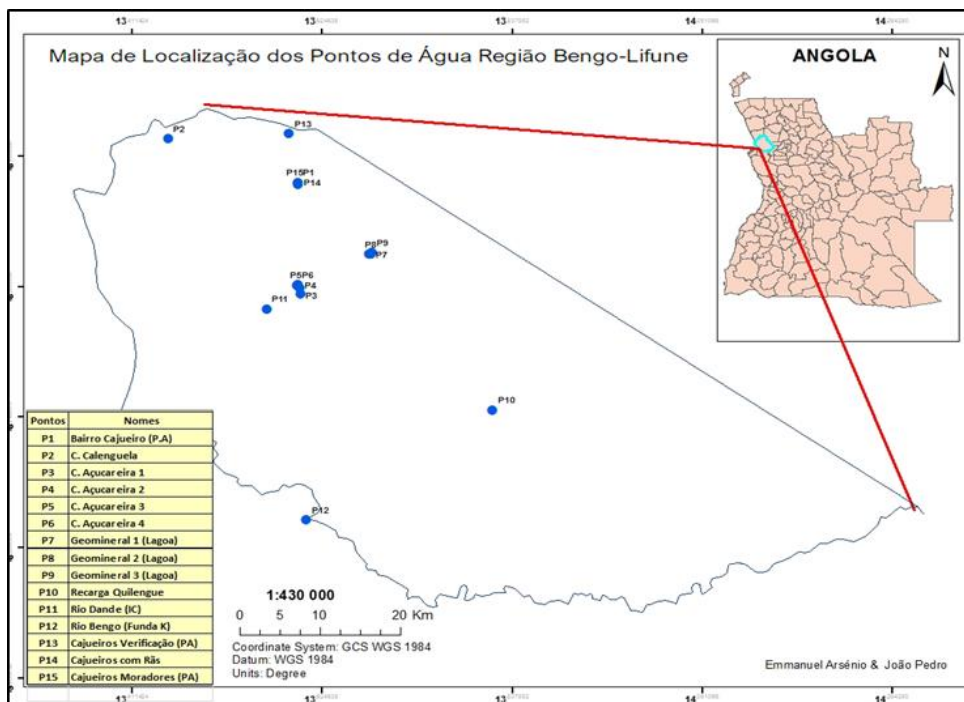 Mapa de Localização dos Pontos de Água Região Bengo-Lifune
ANGOLA
N
P2
P13
P15P1
P14
P8 P9
P7
P5P6
P4
P3
P11
P10
P12
Pontos Nomes
P1 Bairro Cajueiro (P.A)
P2 C. Calenguela
P3 C. Açucareira 1
P4 C. Açucareira 2
P5 C. Açucareira 3
P6 C. Açucareira 4
P7 Geomineral 1 (Lagoa)
P8 Geomineral 2 (Lagoa)
P9 Geomineral 3 (Lagoa)
P10 Recarga Quilengue
P11 Rio Dande (IC)
P12 Rio Bengo (Funda K)
P13 Cajueiros Verificação (PA)
P14 Cajueiros com Rãs
P15 Cajueiros Moradores (PA)
1:430 000
0 5 10 20 Km
Coordinate System: GCS WGS 1984
Datum: WGS 1984
Units: Degree
Emmanuel Arsénio & João Pedro